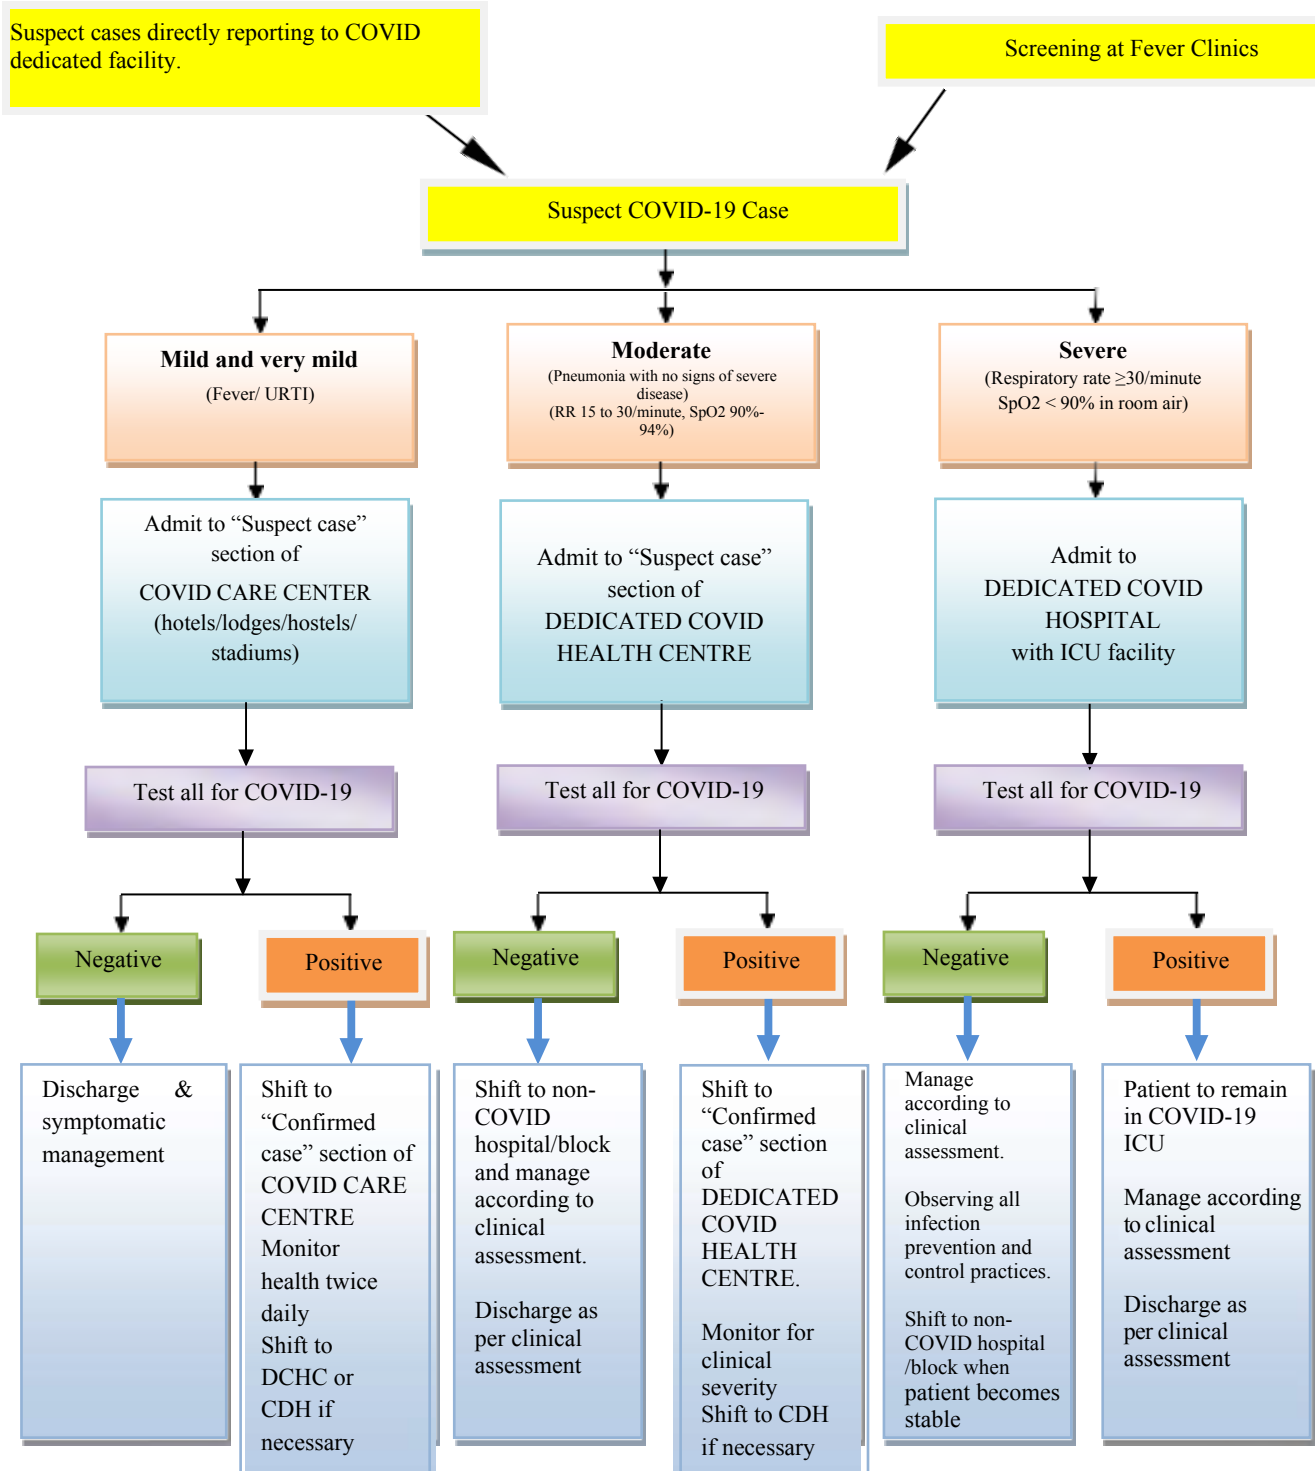 Suspect cases directly reporting to COVID
dedicated facility.
Screening at Fever Clinics
Suspect COVID-19 Case
Mild and very mild
(Fever/ URTI)
Moderate
(Pneumonia with no signs of severe
disease)
(RR 15 to 30/minute, SpO2 90%-
94%)
Severe
(Respiratory rate ≥30/minute
SpO2 < 90% in room air)
Admit to “Suspect case”
section of
COVID CARE CENTER
(hotels/lodges/hostels/
stadiums)
Admit to “Suspect case”
section of
DEDICATED COVID
HEALTH CENTRE
Admit to
DEDICATED COVID
HOSPITAL
with ICU facility
Test all for COVID-19
Test all for COVID-19
Test all for COVID-19
Negative
Positive
Negative
Positive
Negative
Positive
Discharge &
symptomatic
management
Shift to
“Confirmed
case” section of
COVID CARE
CENTRE
Monitor
health twice
daily
Shift to
DCHC or
CDH if
necessary
Shift to non-
COVID
hospital/block
and manage
according to
clinical
assessment.
Discharge as
per clinical
assessment
Shift to
“Confirmed
case” section
of
DEDICATED
COVID
HEALTH
CENTRE.
Monitor for
clinical
severity
Shift to CDH
if necessary
Manage
according to
clinical
assessment.
Observing all
infection
prevention and
control practices.
Shift to non-
COVID hospital
/block when
patient becomes
stable
Patient to remain
in COVID-19
ICU
Manage according
to clinical
assessment
Discharge as
per clinical
assessment